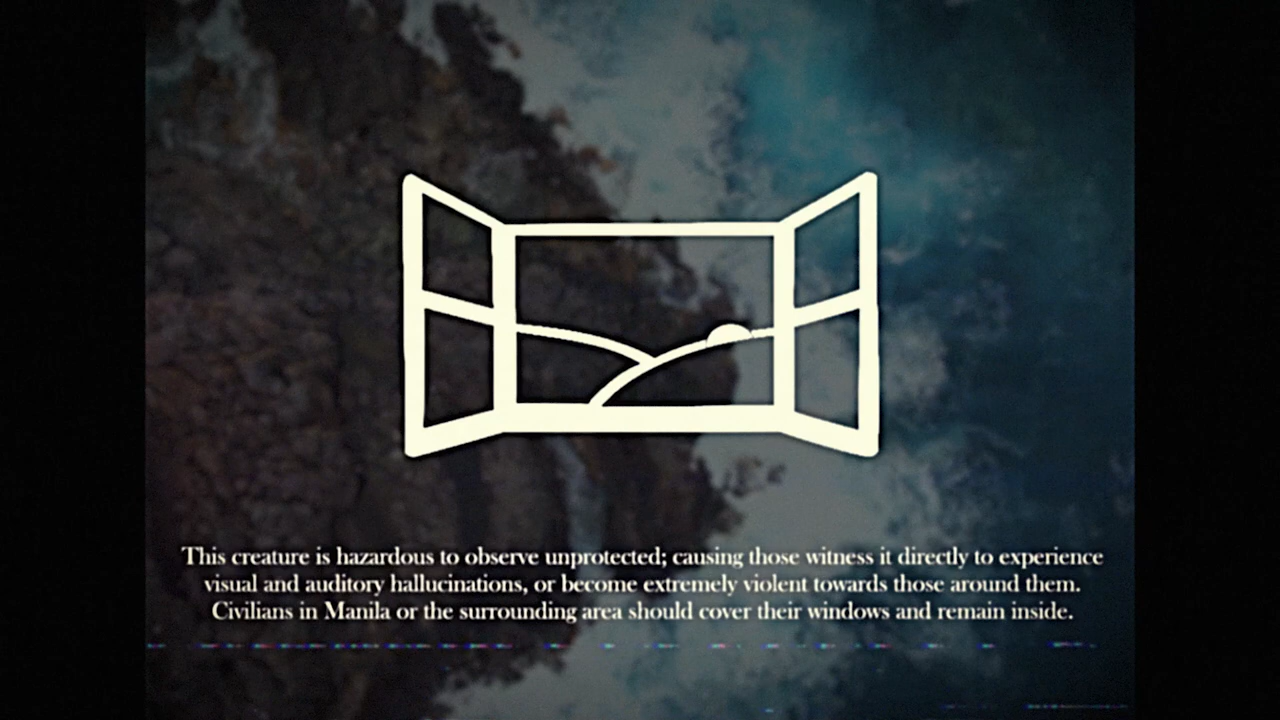 This creature is hazardous to observe unprotected; causing those witness it directly to experience
visual and auditory hallucinations, or become extremely violent towards those around them.
Civilians in Manila or the surrounding area should cover their windows and remain inside.